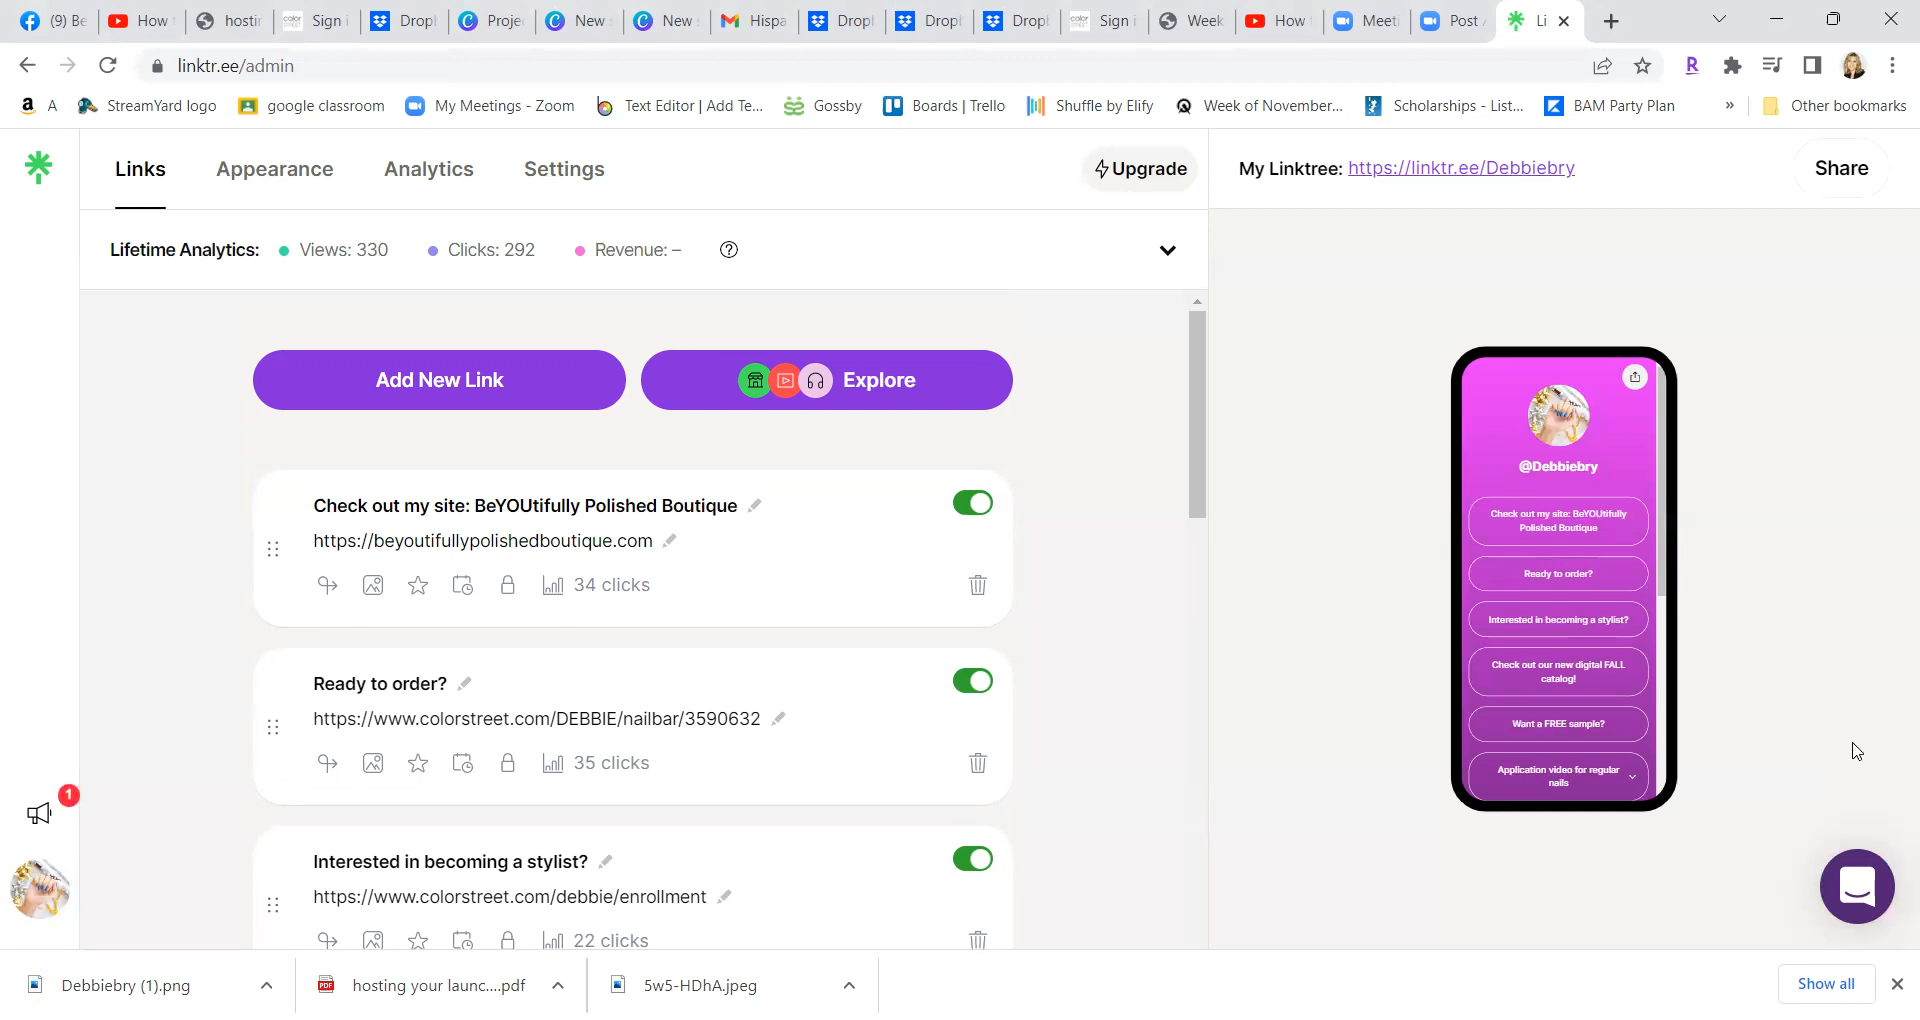 (9) Be
How
hostin
Sign i
Dropl
Proje
New
New
Hispa
Dropl
Dropl
Dropl
Sign i
Week
How
Meet
Post
Li
linktr.ee/admin
A
StreamYard logo
google classroom
My Meetings - Zoom
Text Editor | Add Te...
Gossby
Boards | Trello
Shuffle by Elify
Week of November...
Scholarships - List...
BAM Party Plan
»
Other bookmarks
Links
Appearance
Analytics
Settings
Upgrade
My Linktree: https://linktr.ee/Debbiebry
Share
Lifetime Analytics:
Views: 330
Clicks: 292
Revenue: –
Add New Link
Explore
Check out my site: BeYOUtifully Polished Boutique
https://beyoutifullypolishedboutique.com
34 clicks
Ready to order?
https://www.colorstreet.com/DEBBIE/nailbar/3590632
35 clicks
Interested in becoming a stylist?
https://www.colorstreet.com/debbie/enrollment
22 clicks
@Debbiebry
Check out my site: BeYOUtifully
Polished Boutique
Ready to order?
Interested in becoming a stylist?
Check out our new digital FALL
catalog!
Want a FREE sample?
Application video for regular
nails
1
Debbiebry (1).png
hosting your launc....pdf
5w5-HDhA.jpeg
Show all